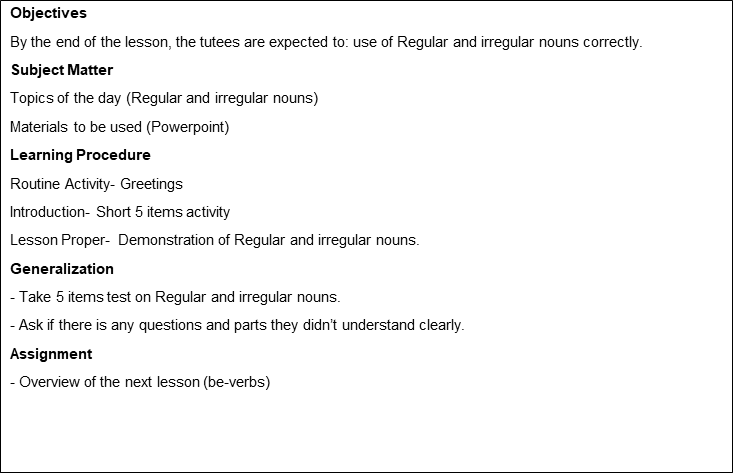 Objectives
By the end of the lesson, the tutees are expected to: use of Regular and irregular nouns correctly.
Subject Matter
Topics of the day (Regular and irregular nouns)
Materials to be used (Powerpoint)
Learning Procedure
Routine Activity- Greetings
Introduction- Short 5 items activity
Lesson Proper- Demonstration of Regular and irregular nouns.
Generalization
- Take 5 items test on Regular and irregular nouns.
- Ask if there is any questions and parts they didn’t understand clearly.
Assignment
- Overview of the next lesson (be-verbs)